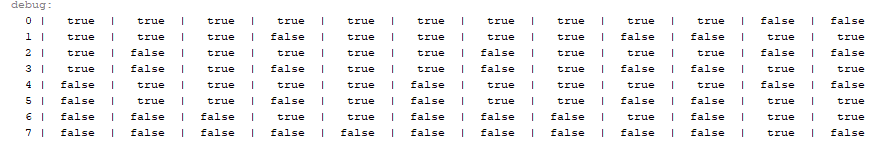 debug:
0 | true | true | true | true | true | true | true | true | true | true | false | false
1 | true | true | true | false | true | true | true | true | false | false | true | true
2 | true | false | true | true | true | true | false | true | true | true | false | false
3 | true | false | true | false | true | true | false | true | false | false | true | false
4 | false | true | true | true | true | false | true | true | true | true | false | false
5 | false | true | true | false | true | false | true | true | false | false | true | true
6 | false | false | false | true | true | false | false | false | true | false | true | true
7 | false | false | false | false | false | false | false | false | false | false | true | false